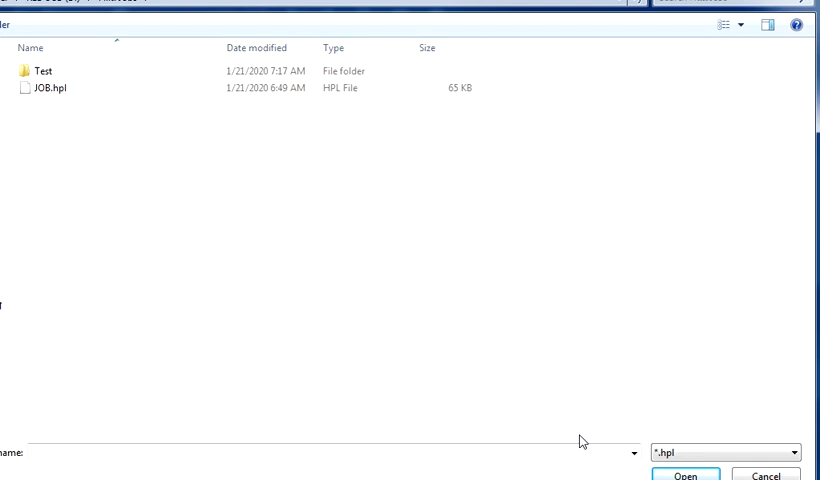 der
Name Date modified Type Size
Test 1/21/2020 7:17 AM File folder
JOB.hpl 1/21/2020 6:49 AM HPL File 65 KB
name:
*.hpl
Open Cancel